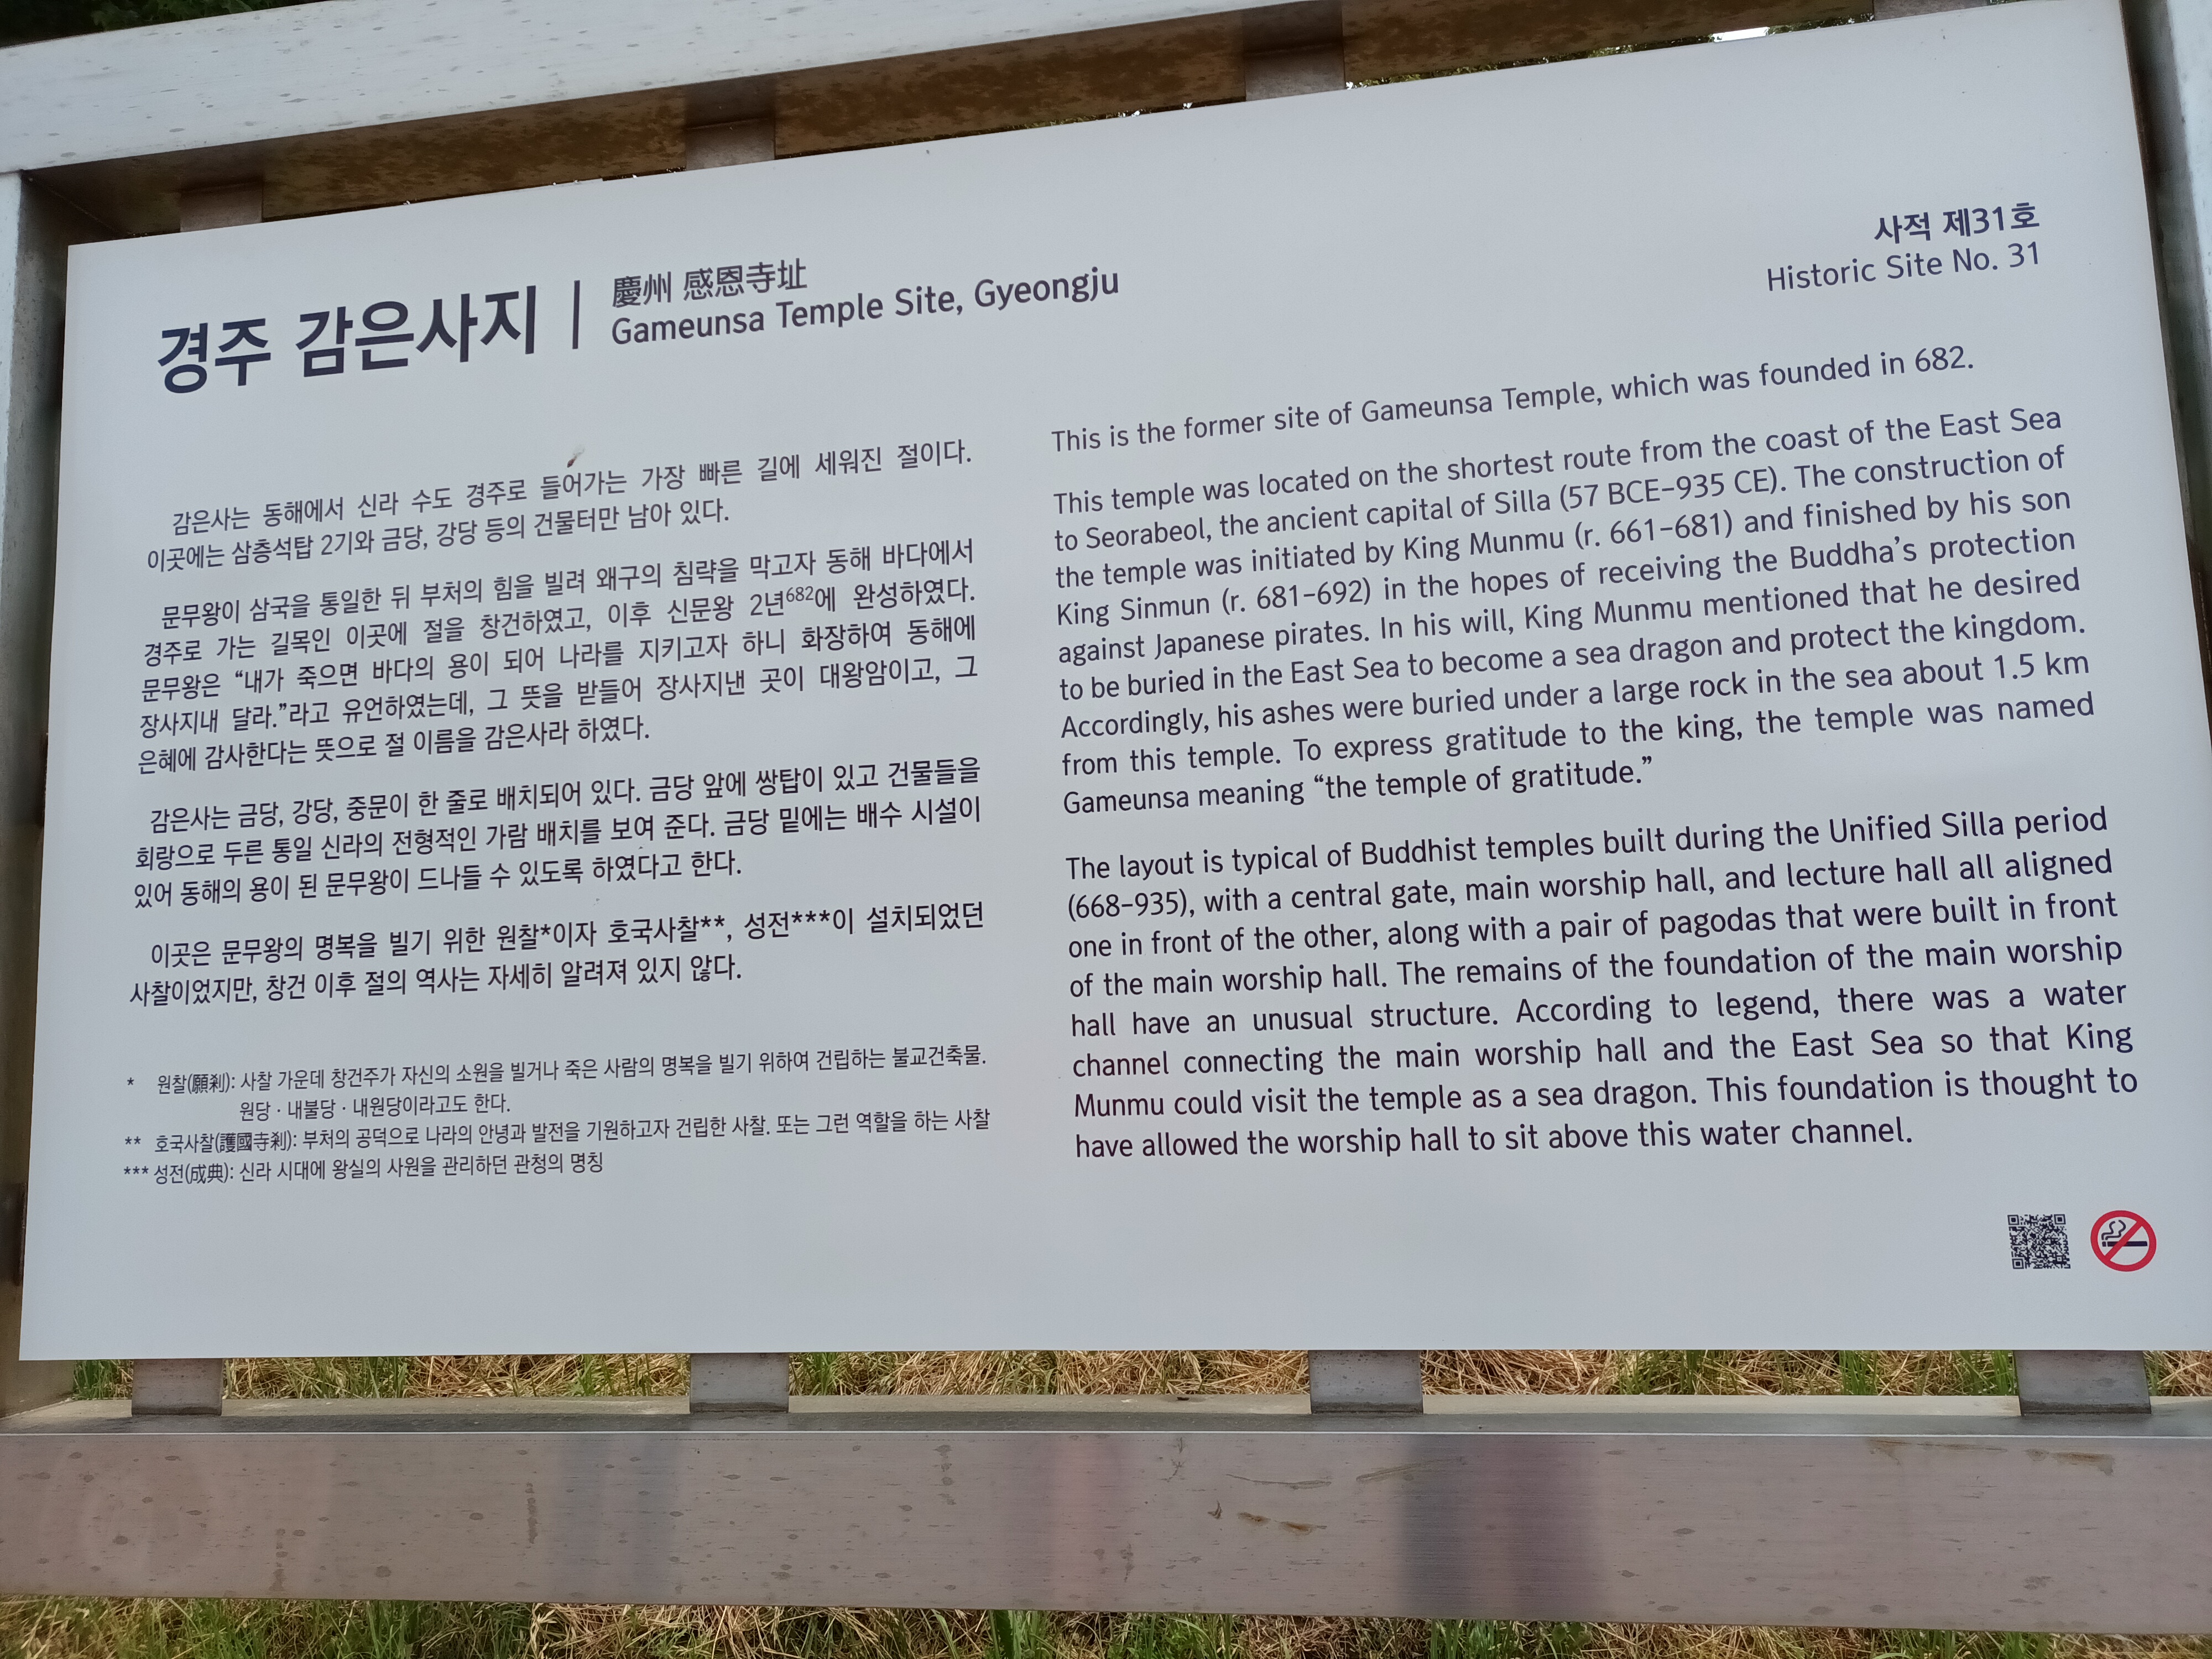 경주 감은사지
慶州 感恩寺址
Gameunsa Temple Site, Gyeongju
사적 제31호
Historic Site No. 31
감은사는 동해에서 신라 수도 경주로 들어가는 가장 빠른 길에 세워진 절이다.
이곳에는 삼층석탑 2기와 금당, 강당 등의 건물터만 남아 있다.
문무왕이 삼국을 통일한 뒤 부처의 힘을 빌려 왜구의 침략을 막고자 동해 바다에서
경주로 가는 길목인 이곳에 절을 창건하였고, 이후 신문왕 2년682에 완성하였다.
문무왕은 “내가 죽으면 바다의 용이 되어 나라를 지키고자 하니 화장하여 동해에
장사지내 달라.”라고 유언하였는데, 그 뜻을 받들어 장사지낸 곳이 대왕암이고, 그
은혜에 감사한다는 뜻으로 절 이름을 감은사라 하였다.
감은사는 금당, 강당, 중문이 한 줄로 배치되어 있다. 금당 앞에 쌍탑이 있고 건물들을
회랑으로 두른 통일 신라의 전형적인 가람 배치를 보여 준다. 금당 밑에는 배수 시설이
있어 동해의 용이 된 문무왕이 드나들 수 있도록 하였다고 한다.
이곳은 문무왕의 명복을 빌기 위한 원찰*이자 호국사찰**, 성전***이 설치되었던
사찰이었지만, 창건 이후 절의 역사는 자세히 알려져 있지 않다.
* 원찰(願刹): 사찰 가운데 창건주가 자신의 소원을 빌거나 죽은 사람의 명복을 빌기 위하여 건립하는 불교건축물.
원당 · 내불당 · 내원당이라고도 한다.
** 호국사찰(護國寺刹): 부처의 공덕으로 나라의 안녕과 발전을 기원하고자 건립한 사찰. 또는 그런 역할을 하는 사찰
*** 성전(成典): 신라 시대에 왕실의 사원을 관리하던 관청의 명칭
This is the former site of Gameunsa Temple, which was founded in 682.
This temple was located on the shortest route from the coast of the East Sea
to Seorabeol, the ancient capital of Silla (57 BCE–935 CE). The construction of
the temple was initiated by King Munmu (r. 661–681) and finished by his son
King Sinmun (r. 681–692) in the hopes of receiving the Buddha’s protection
against Japanese pirates. In his will, King Munmu mentioned that he desired
to be buried in the East Sea to become a sea dragon and protect the kingdom.
Accordingly, his ashes were buried under a large rock in the sea about 1.5 km
from this temple. To express gratitude to the king, the temple was named
Gameunsa meaning “the temple of gratitude.”
The layout is typical of Buddhist temples built during the Unified Silla period
(668–935), with a central gate, main worship hall, and lecture hall all aligned
one in front of the other, along with a pair of pagodas that were built in front
of the main worship hall. The remains of the foundation of the main worship
hall have an unusual structure. According to legend, there was a water
channel connecting the main worship hall and the East Sea so that King
Munmu could visit the temple as a sea dragon. This foundation is thought to
have allowed the worship hall to sit above this water channel.